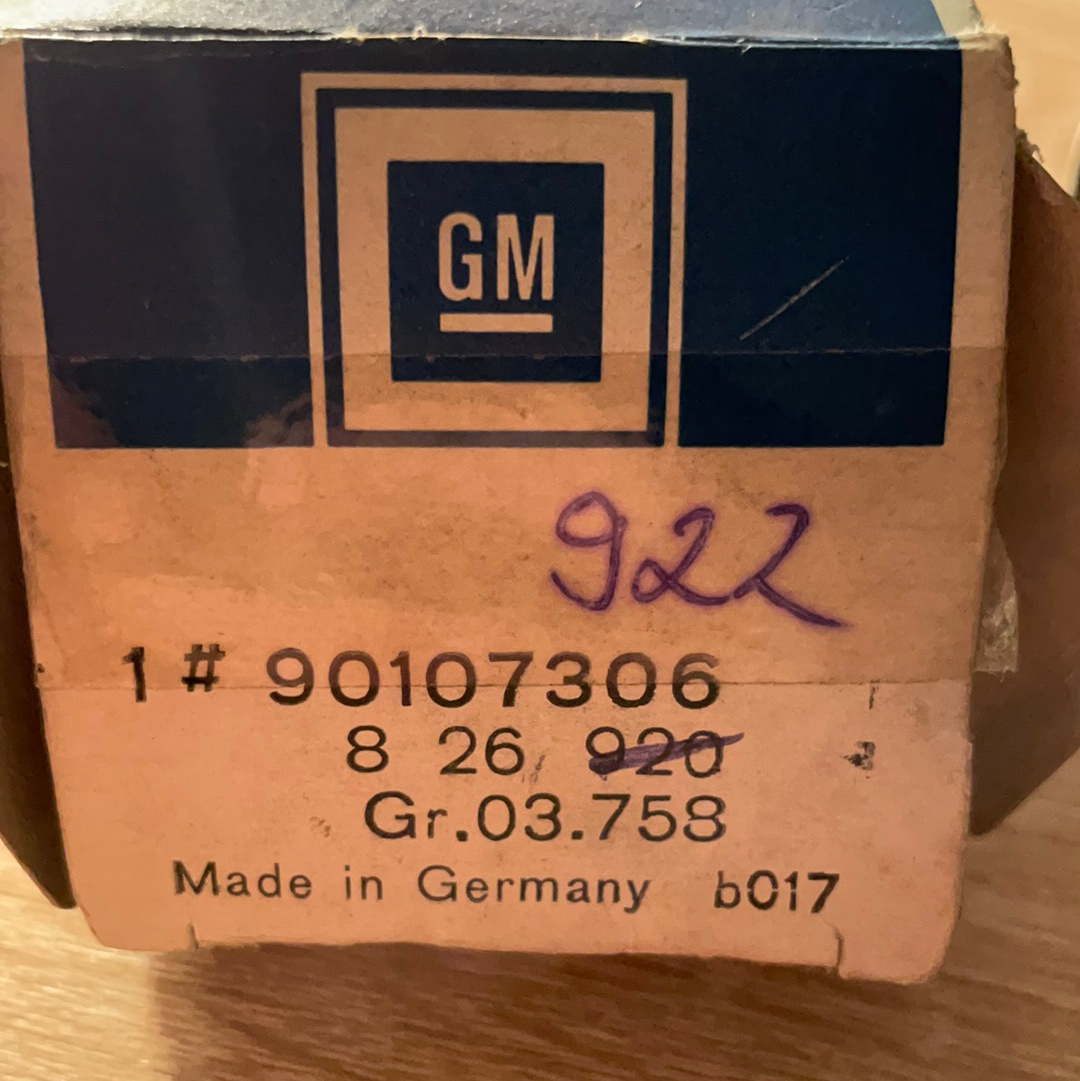 GM
922
1 # 90107306
8 26 920
Gr.03.758
Made in Germany b017